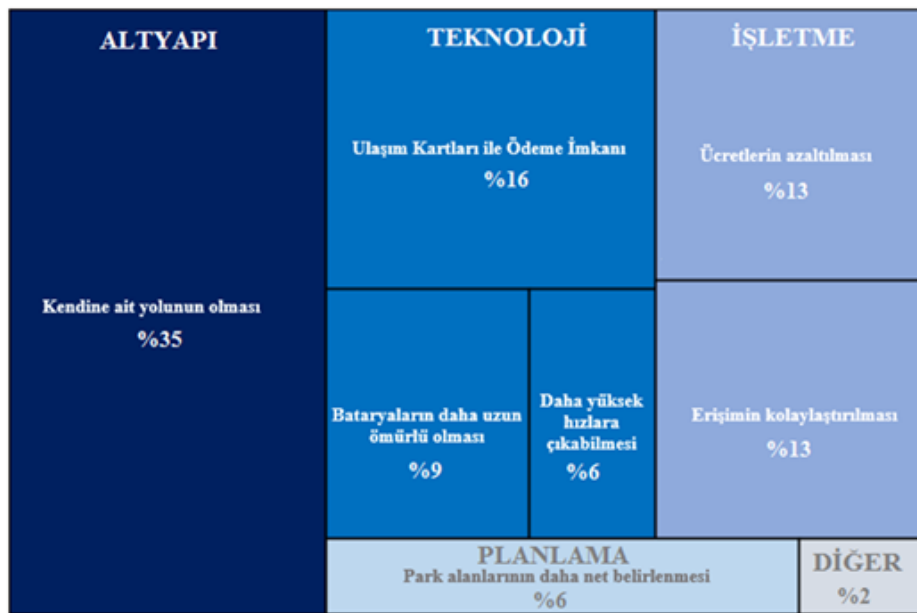 ALTYAPI
Kendine ait yolunun olması
%35
TEKNOLOJİ
Ulaşım Kartları ile Ödeme İmkanı
%16
Bataryaların daha uzun
ömürlü olması
%9
Daha yüksek
hızlara
çıkabilmesi
%6
İŞLETME
Ücretlerin azaltılması
%13
Erişimin kolaylaştırılması
%13
PLANLAMA
Park alanlarının daha net belirlenmesi
%6
DİĞER
%2